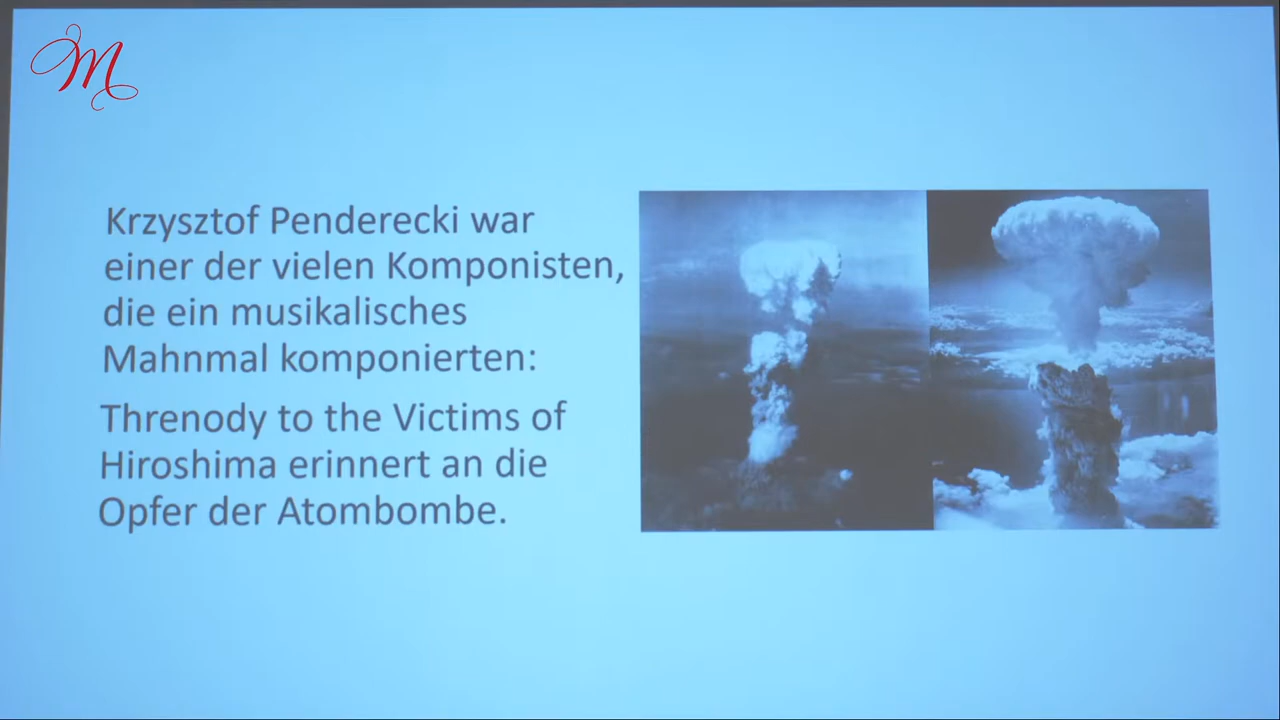 M
Krzysztof Penderecki war
einer der vielen Komponisten,
die ein musikalisches
Mahnmal komponierten:
Threnody to the Victims of
Hiroshima erinnert an die
Opfer der Atombombe.